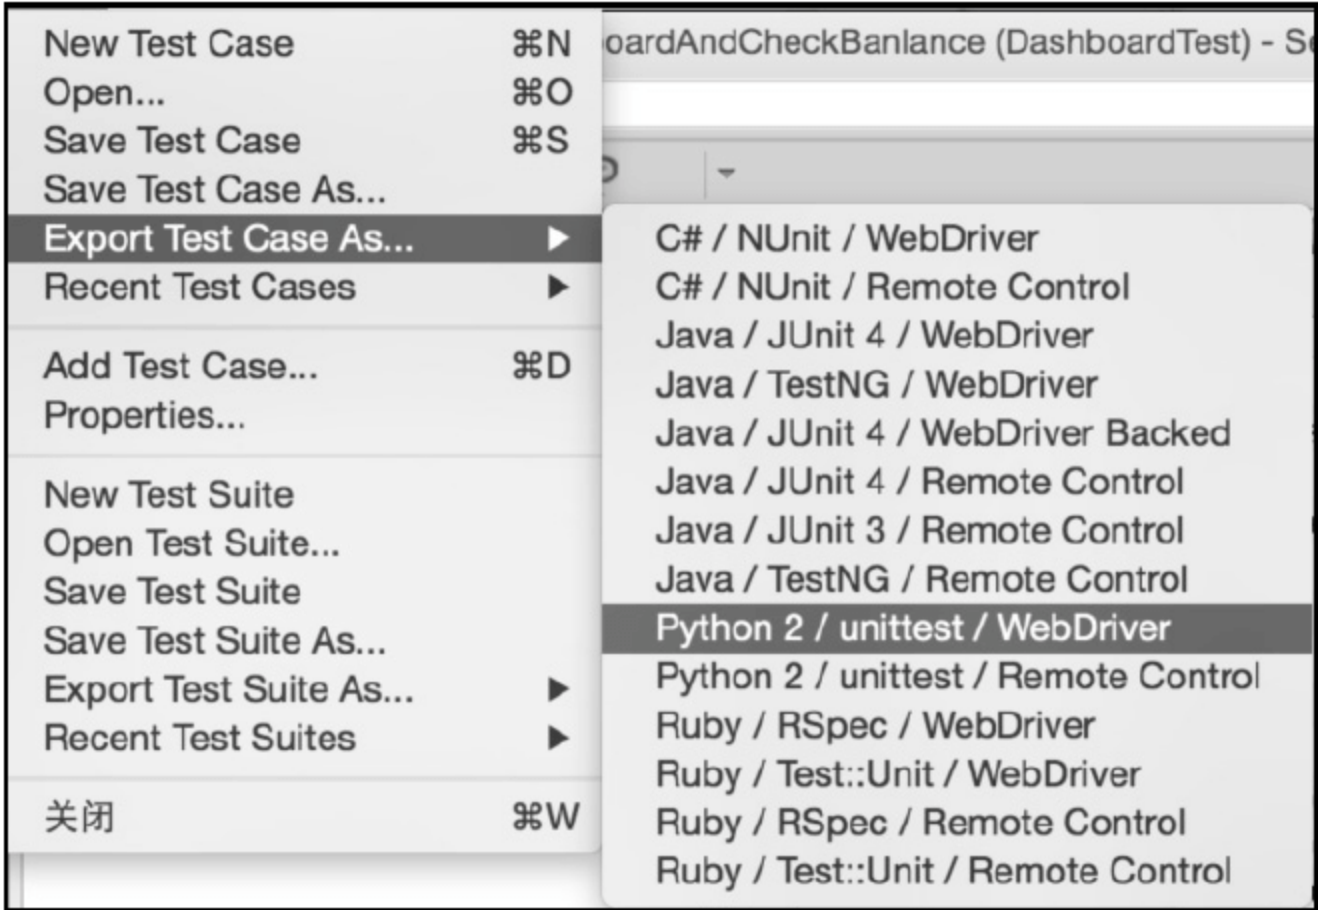 New Test Case ⌘N
Open... ⌘O
Save Test Case ⌘S
Save Test Case As...
Export Test Case As... ▶
Recent Test Cases ▶
Add Test Case... ⌘D
Properties...
New Test Suite
Open Test Suite...
Save Test Suite
Save Test Suite As...
Export Test Suite As... ▶
Recent Test Suites ▶
关闭 ⌘W
oardAndCheckBanlance (DashboardTest) - Se
C# / NUnit / WebDriver
C# / NUnit / Remote Control
Java / JUnit 4 / WebDriver
Java / TestNG / WebDriver
Java / JUnit 4 / WebDriver Backed
Java / JUnit 4 / Remote Control
Java / JUnit 3 / Remote Control
Java / TestNG / Remote Control
Python 2 / unittest / WebDriver
Python 2 / unittest / Remote Control
Ruby / RSpec / WebDriver
Ruby / Test::Unit / WebDriver
Ruby / RSpec / Remote Control
Ruby / Test::Unit / Remote Control